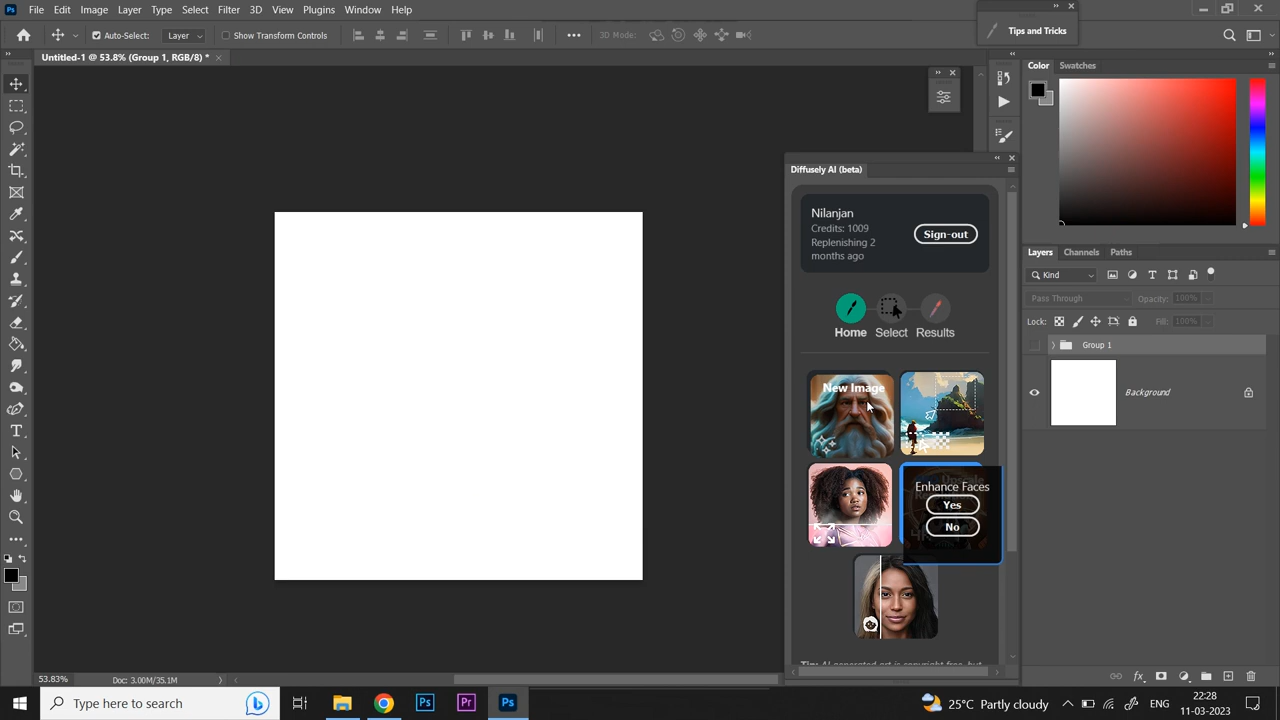 Ps File Edit Image Layer Type Select Filter 3D View Plugins Window Help
Tips and Tricks
Auto-Select: Layer Show Transform Controls 3D Mode:
Untitled-1 @ 53.8% (Group 1, RGB/8) *
Color Swatches
Diffusely AI (beta)
Nilanjan
Credits: 1009
Replenishing 2
months ago
Sign-out
Home Select Results
New Image
Enhance Faces
Yes
No
Layers Channels Paths
Kind
Pass Through Opacity: 100%
Lock: Fill: 100%
Group 1
Background
53.83% Doc: 3.00M/35.1M
Type here to search
Ps Pr Ps
25°C Partly cloudy
ENG
22:28
11-03-2023